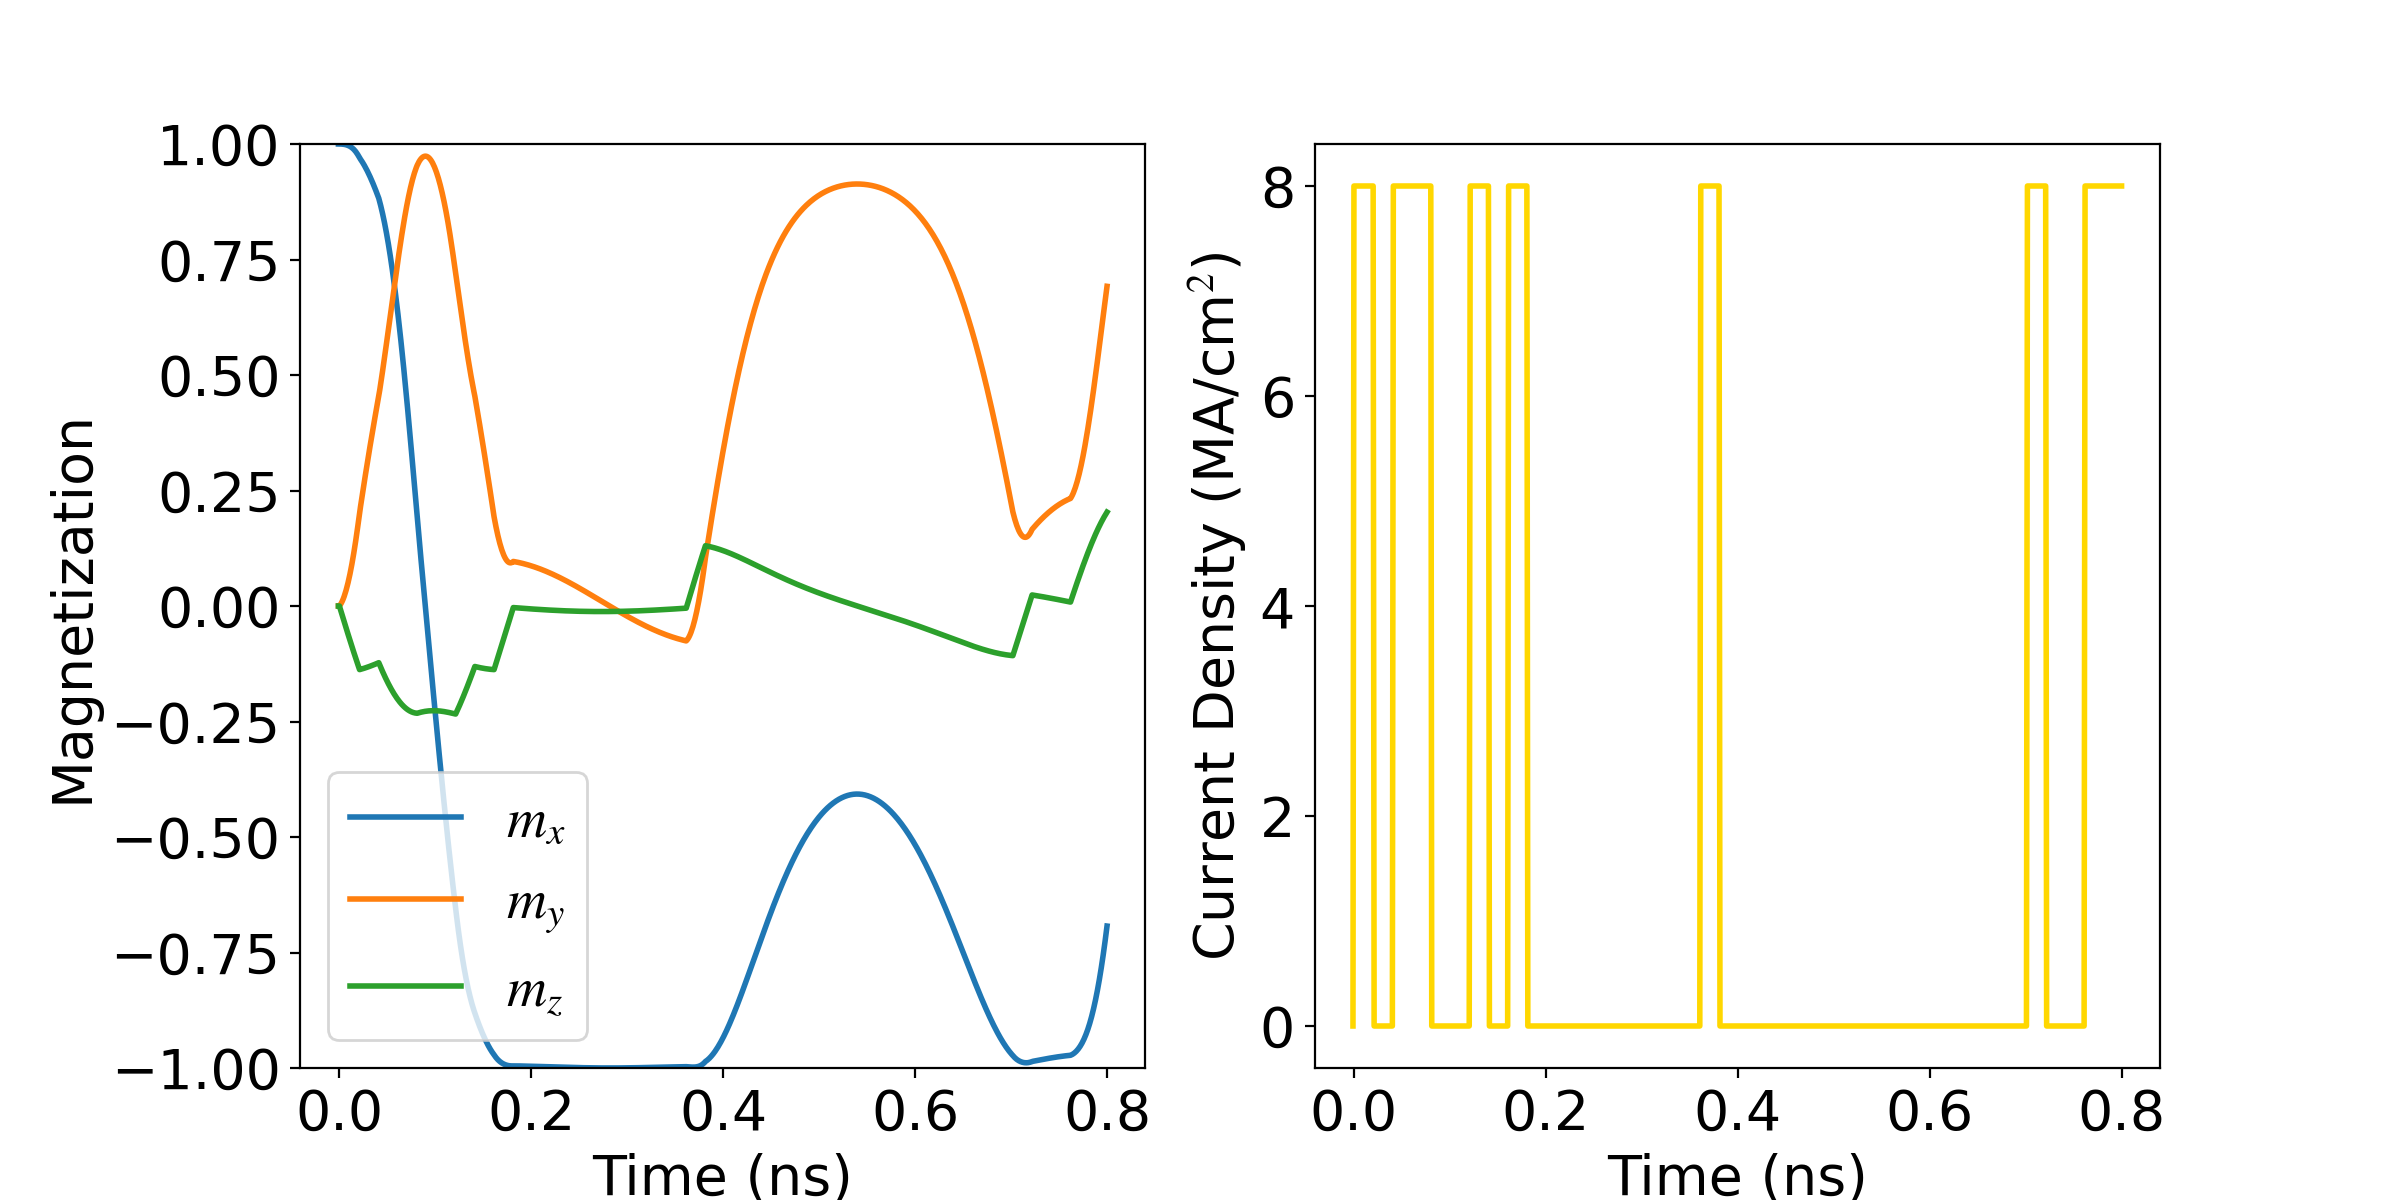 1.00
0.75
0.50
0.25
0.00
−0.25
−0.50
−0.75
−1.00
Magnetization
m_x
m_y
m_z
0.0 0.2 0.4 0.6 0.8
Time (ns)
8
6
4
2
0
Current Density (MA/cm²)
0.0 0.2 0.4 0.6 0.8
Time (ns)